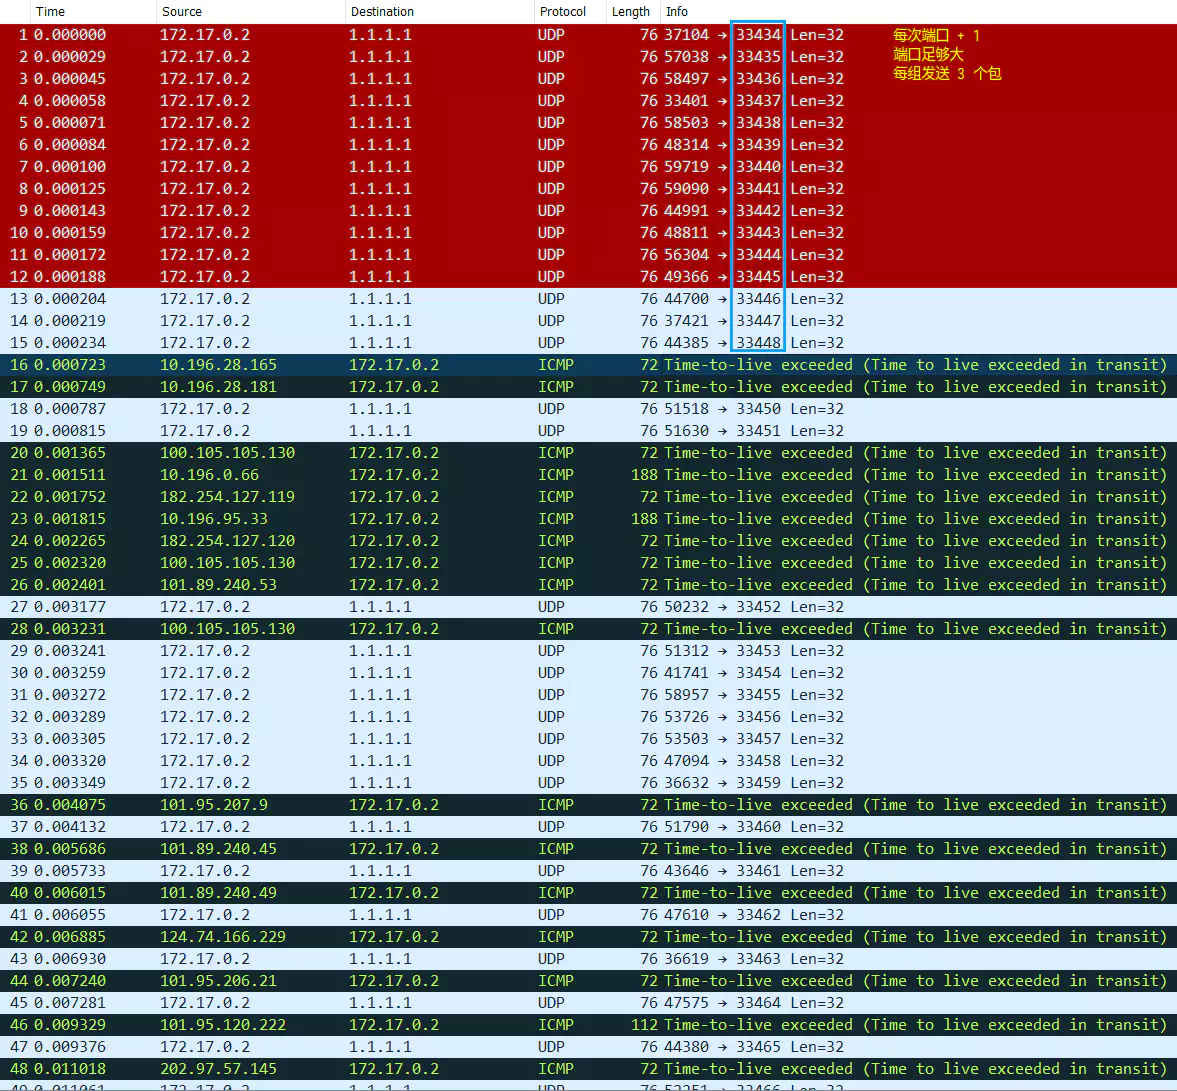 Time Source Destination Protocol Length Info
1 0.000000 172.17.0.2 1.1.1.1 UDP 76 37104 → 33434 Len=32 每次端口 + 1
2 0.000029 172.17.0.2 1.1.1.1 UDP 76 57038 → 33435 Len=32 端口足够大
3 0.000045 172.17.0.2 1.1.1.1 UDP 76 58497 → 33436 Len=32 每组发送 3 个包
4 0.000058 172.17.0.2 1.1.1.1 UDP 76 33401 → 33437 Len=32
5 0.000071 172.17.0.2 1.1.1.1 UDP 76 58503 → 33438 Len=32
6 0.000084 172.17.0.2 1.1.1.1 UDP 76 48314 → 33439 Len=32
7 0.000100 172.17.0.2 1.1.1.1 UDP 76 59719 → 33440 Len=32
8 0.000125 172.17.0.2 1.1.1.1 UDP 76 59090 → 33441 Len=32
9 0.000143 172.17.0.2 1.1.1.1 UDP 76 44991 → 33442 Len=32
10 0.000159 172.17.0.2 1.1.1.1 UDP 76 48811 → 33443 Len=32
11 0.000172 172.17.0.2 1.1.1.1 UDP 76 56304 → 33444 Len=32
12 0.000188 172.17.0.2 1.1.1.1 UDP 76 49366 → 33445 Len=32
13 0.000204 172.17.0.2 1.1.1.1 UDP 76 44700 → 33446 Len=32
14 0.000219 172.17.0.2 1.1.1.1 UDP 76 37421 → 33447 Len=32
15 0.000234 172.17.0.2 1.1.1.1 UDP 76 44385 → 33448 Len=32
16 0.000723 10.196.28.165 172.17.0.2 ICMP 72 Time-to-live exceeded (Time to live exceeded in transit)
17 0.000749 10.196.28.181 172.17.0.2 ICMP 72 Time-to-live exceeded (Time to live exceeded in transit)
18 0.000787 172.17.0.2 1.1.1.1 UDP 76 51518 → 33450 Len=32
19 0.000815 172.17.0.2 1.1.1.1 UDP 76 51630 → 33451 Len=32
20 0.001365 100.105.105.130 172.17.0.2 ICMP 72 Time-to-live exceeded (Time to live exceeded in transit)
21 0.001511 10.196.0.66 172.17.0.2 ICMP 188 Time-to-live exceeded (Time to live exceeded in transit)
22 0.001752 182.254.127.119 172.17.0.2 ICMP 72 Time-to-live exceeded (Time to live exceeded in transit)
23 0.001815 10.196.95.33 172.17.0.2 ICMP 188 Time-to-live exceeded (Time to live exceeded in transit)
24 0.002265 182.254.127.120 172.17.0.2 ICMP 72 Time-to-live exceeded (Time to live exceeded in transit)
25 0.002320 100.105.105.130 172.17.0.2 ICMP 72 Time-to-live exceeded (Time to live exceeded in transit)
26 0.002401 101.89.240.53 172.17.0.2 ICMP 72 Time-to-live exceeded (Time to live exceeded in transit)
27 0.003177 172.17.0.2 1.1.1.1 UDP 76 50232 → 33452 Len=32
28 0.003231 100.105.105.130 172.17.0.2 ICMP 72 Time-to-live exceeded (Time to live exceeded in transit)
29 0.003241 172.17.0.2 1.1.1.1 UDP 76 51312 → 33453 Len=32
30 0.003259 172.17.0.2 1.1.1.1 UDP 76 41741 → 33454 Len=32
31 0.003272 172.17.0.2 1.1.1.1 UDP 76 58957 → 33455 Len=32
32 0.003289 172.17.0.2 1.1.1.1 UDP 76 53726 → 33456 Len=32
33 0.003305 172.17.0.2 1.1.1.1 UDP 76 53503 → 33457 Len=32
34 0.003320 172.17.0.2 1.1.1.1 UDP 76 47094 → 33458 Len=32
35 0.003349 172.17.0.2 1.1.1.1 UDP 76 36632 → 33459 Len=32
36 0.004075 101.95.207.9 172.17.0.2 ICMP 72 Time-to-live exceeded (Time to live exceeded in transit)
37 0.004132 172.17.0.2 1.1.1.1 UDP 76 51790 → 33460 Len=32
38 0.005686 101.89.240.45 172.17.0.2 ICMP 72 Time-to-live exceeded (Time to live exceeded in transit)
39 0.005733 172.17.0.2 1.1.1.1 UDP 76 43646 → 33461 Len=32
40 0.006015 101.89.240.49 172.17.0.2 ICMP 72 Time-to-live exceeded (Time to live exceeded in transit)
41 0.006055 172.17.0.2 1.1.1.1 UDP 76 47610 → 33462 Len=32
42 0.006885 124.74.166.229 172.17.0.2 ICMP 72 Time-to-live exceeded (Time to live exceeded in transit)
43 0.006930 172.17.0.2 1.1.1.1 UDP 76 36619 → 33463 Len=32
44 0.007240 101.95.206.21 172.17.0.2 ICMP 72 Time-to-live exceeded (Time to live exceeded in transit)
45 0.007281 172.17.0.2 1.1.1.1 UDP 76 47575 → 33464 Len=32
46 0.009329 101.95.120.222 172.17.0.2 ICMP 112 Time-to-live exceeded (Time to live exceeded in transit)
47 0.009376 172.17.0.2 1.1.1.1 UDP 76 44380 → 33465 Len=32
48 0.011018 202.97.57.145 172.17.0.2 ICMP 72 Time-to-live exceeded (Time to live exceeded in transit)